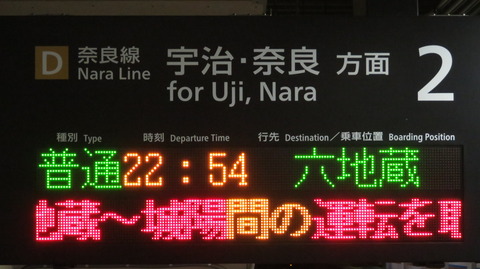 D 奈良線
Nara Line
宇治・奈良 方面
for Uji, Nara
2
種別 Type 時刻 Departure Time 行先 Destination／乗車位置 Boarding Position
普通 22：54 六地蔵
蔵〜城陽間の運転を